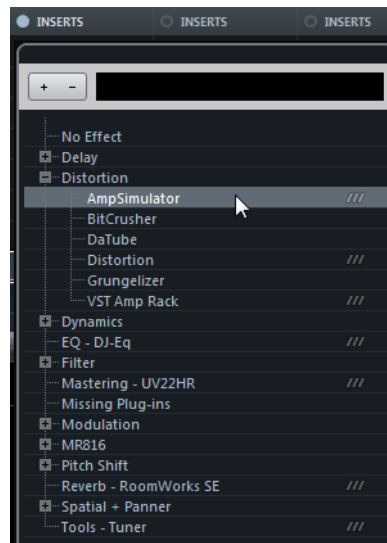 INSERTS INSERTS INSERTS
+ -
No Effect
Delay
Distortion
AmpSimulator
BitCrusher
DaTube
Distortion
Grungelizer
VST Amp Rack
Dynamics
EQ - DJ-Eq
Filter
Mastering - UV22HR
Missing Plug-ins
Modulation
MR816
Pitch Shift
Reverb - RoomWorks SE
Spatial + Panner
Tools - Tuner